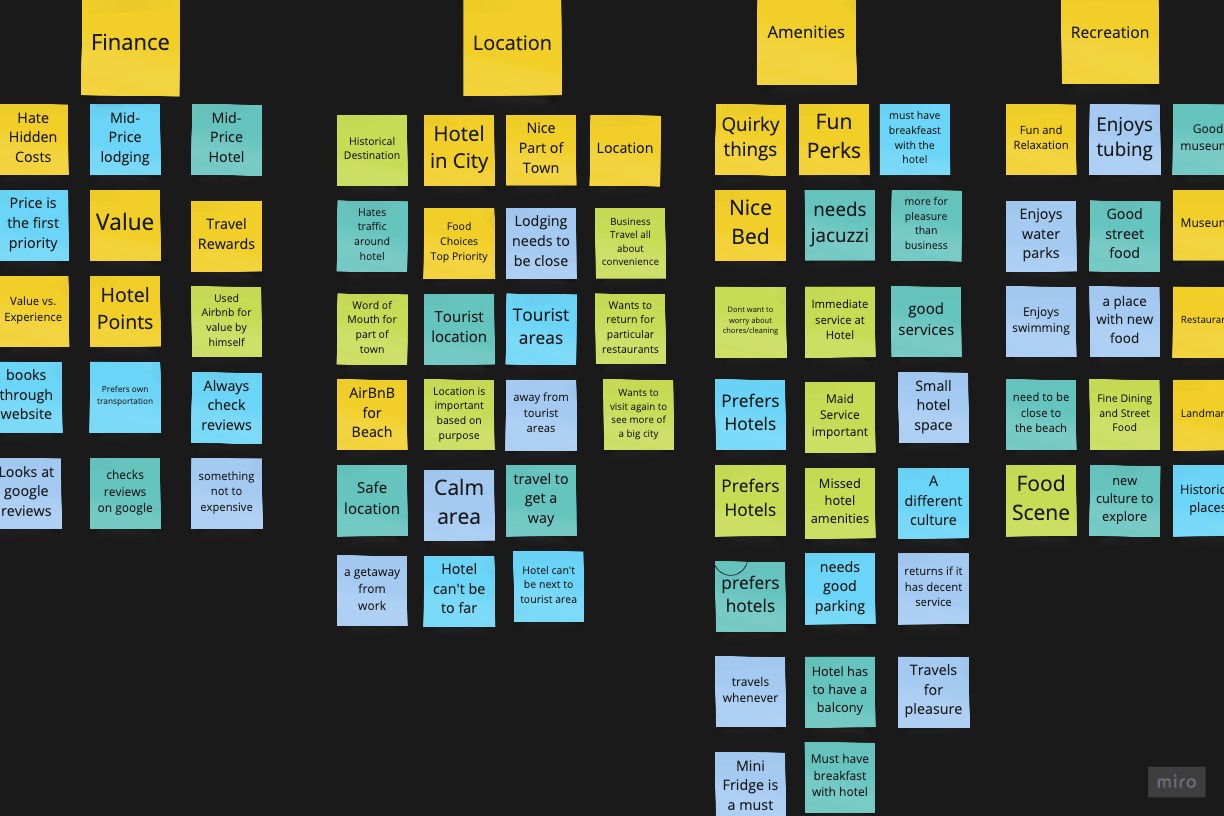 Finance
Hate
Hidden
Costs
Mid-
Price
lodging
Mid-
Price
Hotel
Price is
the first
priority
Value
Travel
Rewards
Value vs.
Experience
Hotel
Points
Used
Airbnb for
value by
himself
books
through
website
Prefers own
transportation
Always
check
reviews
Looks at
google
reviews
checks
reviews
on google
something
not to
expensive
Location
Historical
Destination
Hotel
in City
Nice
Part of
Town
Location
Hates
traffic
around
hotel
Food
Choices
Top Priority
Lodging
needs to
be close
Business
Travel all
about
convenience
Word of
Mouth for
part of
town
Tourist
location
Tourist
areas
Wants to
return for
particular
restaurants
AirBnB
for
Beach
Location is
important
based on
purpose
away from
tourist
areas
Wants to
visit again to
see more of
a big city
Safe
location
Calm
area
travel to
get a
way
a getaway
from
work
Hotel
can't be
to far
Hotel can't
be next to
tourist area
Amenities
Quirky
things
Fun
Perks
must have
breakfeast
with the
hotel
Nice
Bed
needs
jacuzzi
more for
pleasure
than
business
Dont want to
worry about
chores/cleaning
Immediate
service at
Hotel
good
services
Prefers
Hotels
Maid
Service
important
Small
hotel
space
Prefers
Hotels
Missed
hotel
amenities
A
different
culture
prefers
hotels
needs
good
parking
returns if it
has decent
service
travels
whenever
Hotel has
to have a
balcony
Travels
for
pleasure
Mini
Fridge is
a must
Must have
breakfast
with hotel
Recreation
Fun and
Relaxation
Enjoys
tubing
Good
museum
Enjoys
water
parks
Good
street
food
Museum
Enjoys
swimming
a place
with new
food
Restauran
need to be
close to
the beach
Fine Dining
and Street
Food
Landmar
Food
Scene
new
culture to
explore
Historic
places
miro